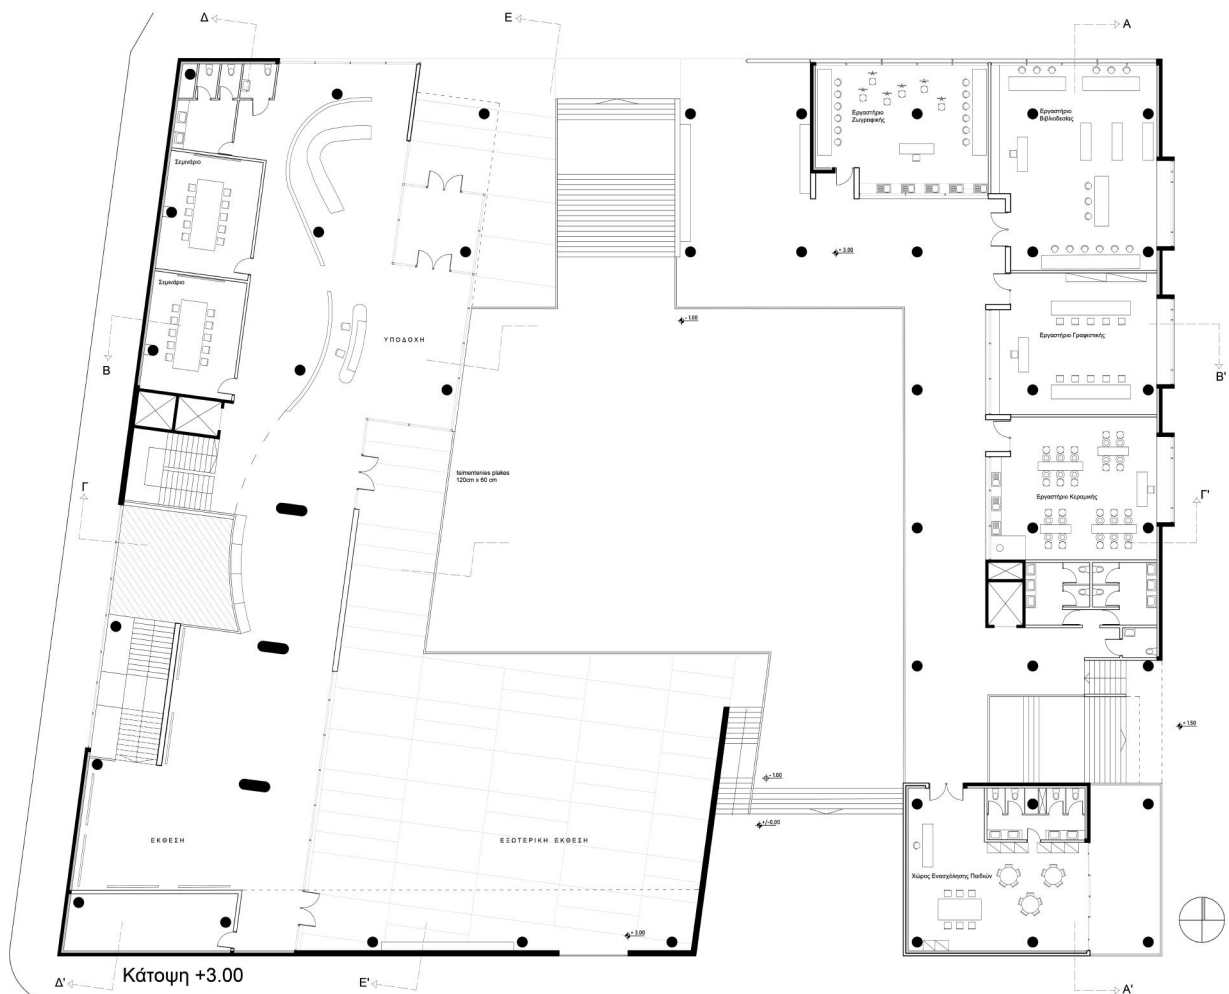 Δ
Ε
Α
Εργαστήριο
Ζωγραφικής
Εργαστήριο
Βιβλιοδεσίας
Σεμινάριο
+ 3.00
Σεμινάριο
- 1.00
ΥΠΟΔΟΧΗ
Εργαστήριο Γραφιστικής
Β
Β'
tsimentenies plakes
120cm x 60 cm
Γ
Γ'
Εργαστήριο Κεραμικής
+ 1.50
- 1.00
+/-0.00
ΕΚΘΕΣΗ
ΕΞΩΤΕΡΙΚΗ ΕΚΘΕΣΗ
Χώρος Ενασχόλησης Παιδιών
+ 3.00
Κάτοψη +3.00
Δ'
Ε'
Α'